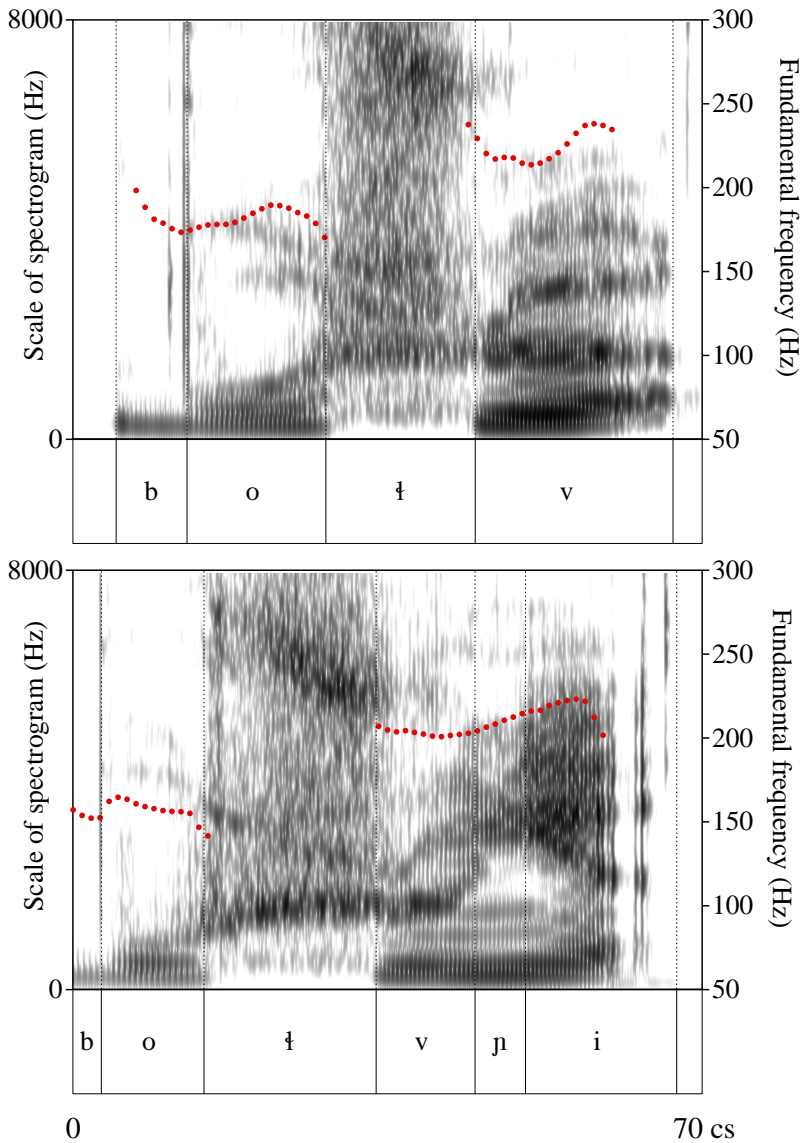 8000
300
250
200
150
100
50
0
Scale of spectrogram (Hz)
Fundamental frequency (Hz)
b o ɬ v
8000
300
250
200
150
100
50
0
Scale of spectrogram (Hz)
Fundamental frequency (Hz)
b o ɬ v ɲ i
0 70 cs